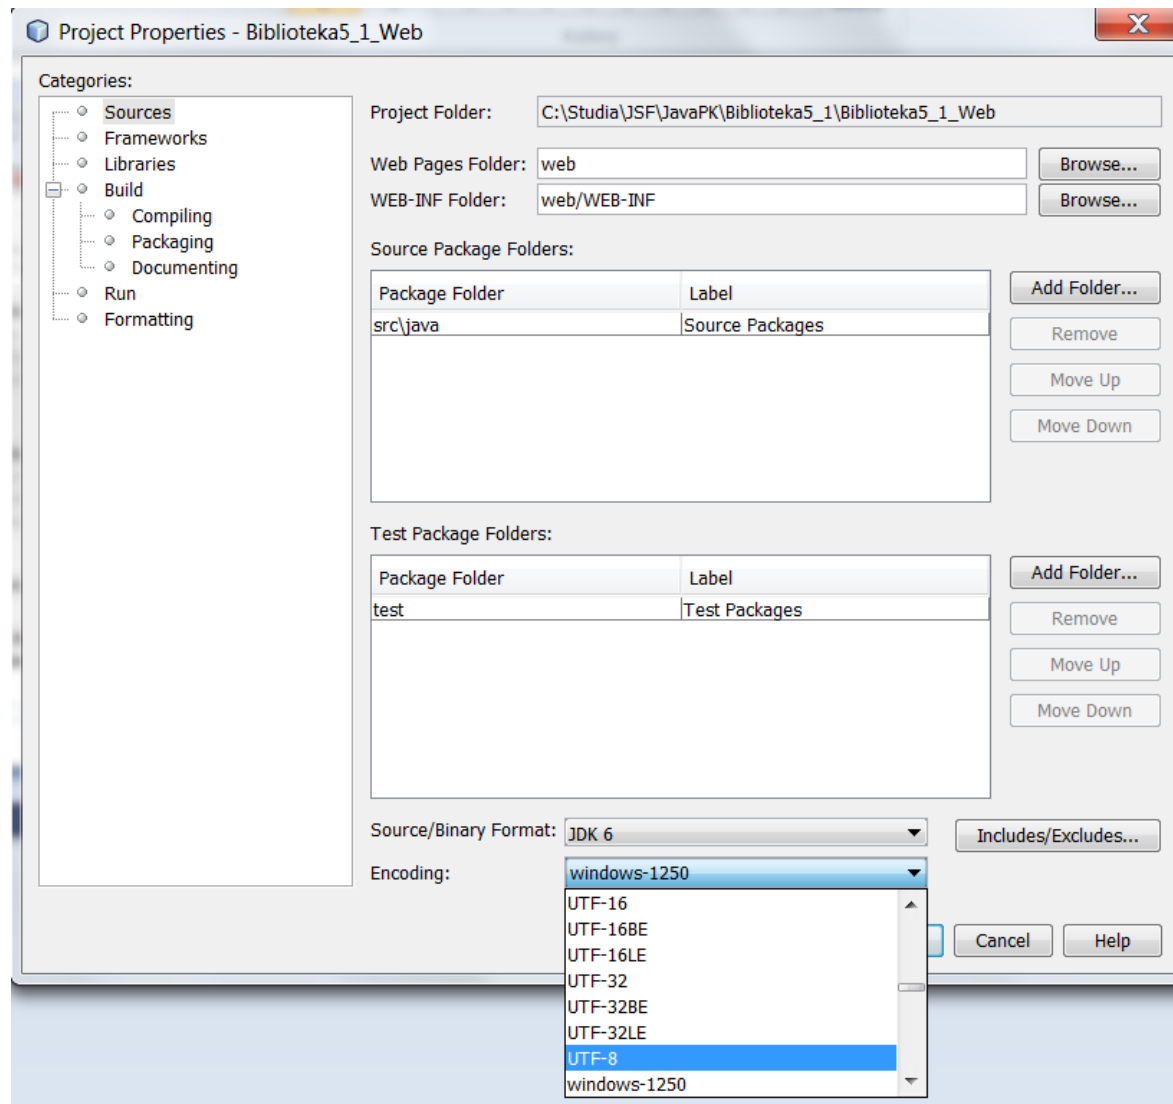 Project Properties - Biblioteka5_1_Web
X
Categories:
Sources
Frameworks
Libraries
Build
Compiling
Packaging
Documenting
Run
Formatting
Project Folder: C:\Studia\JSF\JavaPK\Biblioteka5_1\Biblioteka5_1_Web
Web Pages Folder: web Browse...
WEB-INF Folder: web/WEB-INF Browse...
Source Package Folders:
Package Folder Label
src\java Source Packages
Add Folder...
Remove
Move Up
Move Down
Test Package Folders:
Package Folder Label
test Test Packages
Add Folder...
Remove
Move Up
Move Down
Source/Binary Format: JDK 6 Includes/Excludes...
Encoding: windows-1250
UTF-16
UTF-16BE
UTF-16LE
UTF-32
UTF-32BE
UTF-32LE
UTF-8
windows-1250
Cancel Help